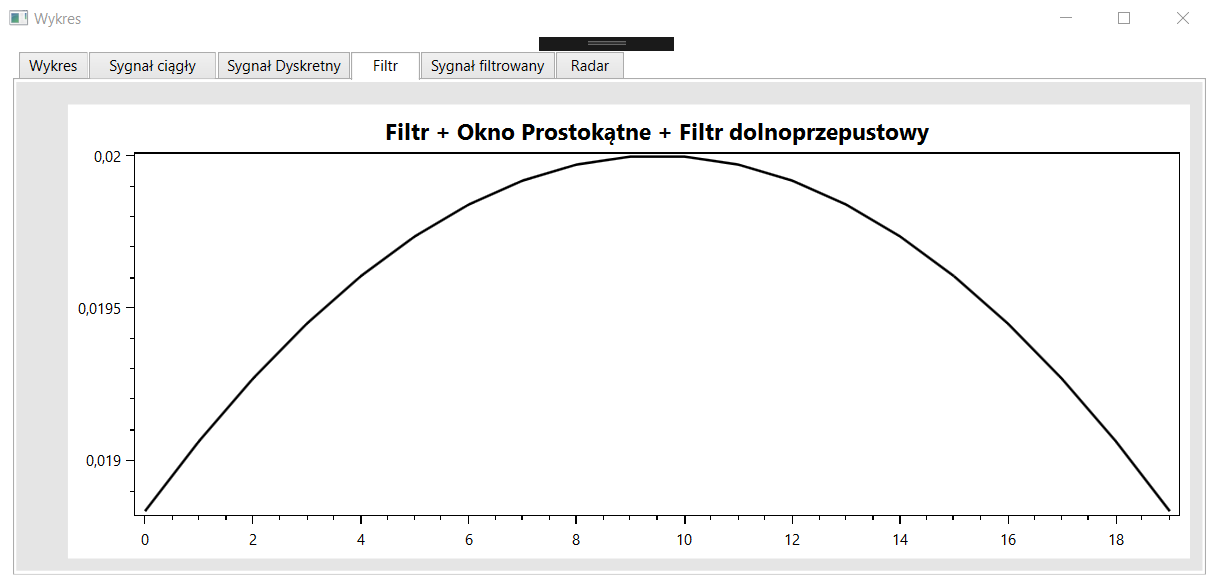 Wykres
Wykres Sygnał ciągły Sygnał Dyskretny Filtr Sygnał filtrowany Radar
Filtr + Okno Prostokątne + Filtr dolnoprzepustowy
0,02
0,0195
0,019
0 2 4 6 8 10 12 14 16 18